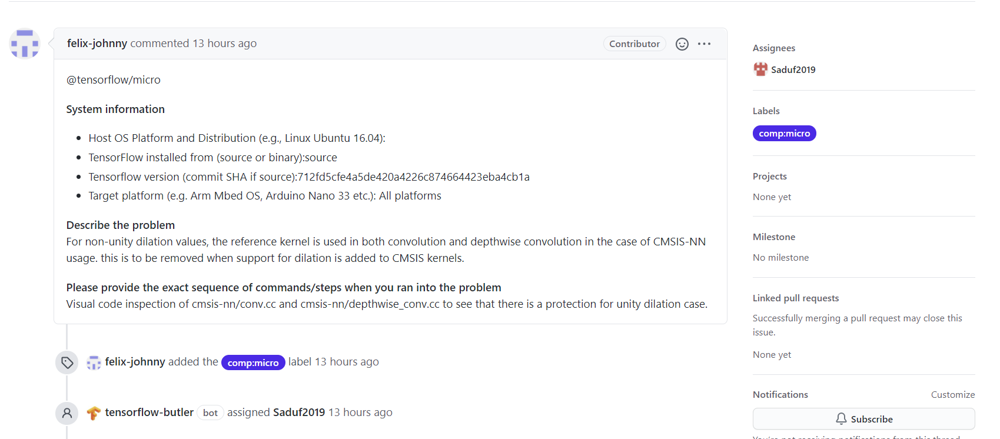 felix-johnny commented 13 hours ago
Contributor
@tensorflow/micro
System information
Host OS Platform and Distribution (e.g., Linux Ubuntu 16.04):
TensorFlow installed from (source or binary):source
Tensorflow version (commit SHA if source):712fd5cfe4a5de420a4226c874664423eba4cb1a
Target platform (e.g. Arm Mbed OS, Arduino Nano 33 etc.): All platforms
Describe the problem
For non-unity dilation values, the reference kernel is used in both convolution and depthwise convolution in the case of CMSIS-NN
usage. this is to be removed when support for dilation is added to CMSIS kernels.
Please provide the exact sequence of commands/steps when you ran into the problem
Visual code inspection of cmsis-nn/conv.cc and cmsis-nn/depthwise_conv.cc to see that there is a protection for unity dilation case.
felix-johnny added the comp:micro label 13 hours ago
tensorflow-butler bot assigned Saduf2019 13 hours ago
Assignees
Saduf2019
Labels
comp:micro
Projects
None yet
Milestone
No milestone
Linked pull requests
Successfully merging a pull request may close this
issue.
None yet
Notifications
Customize
Subscribe
You're not receiving notifications from this thread.